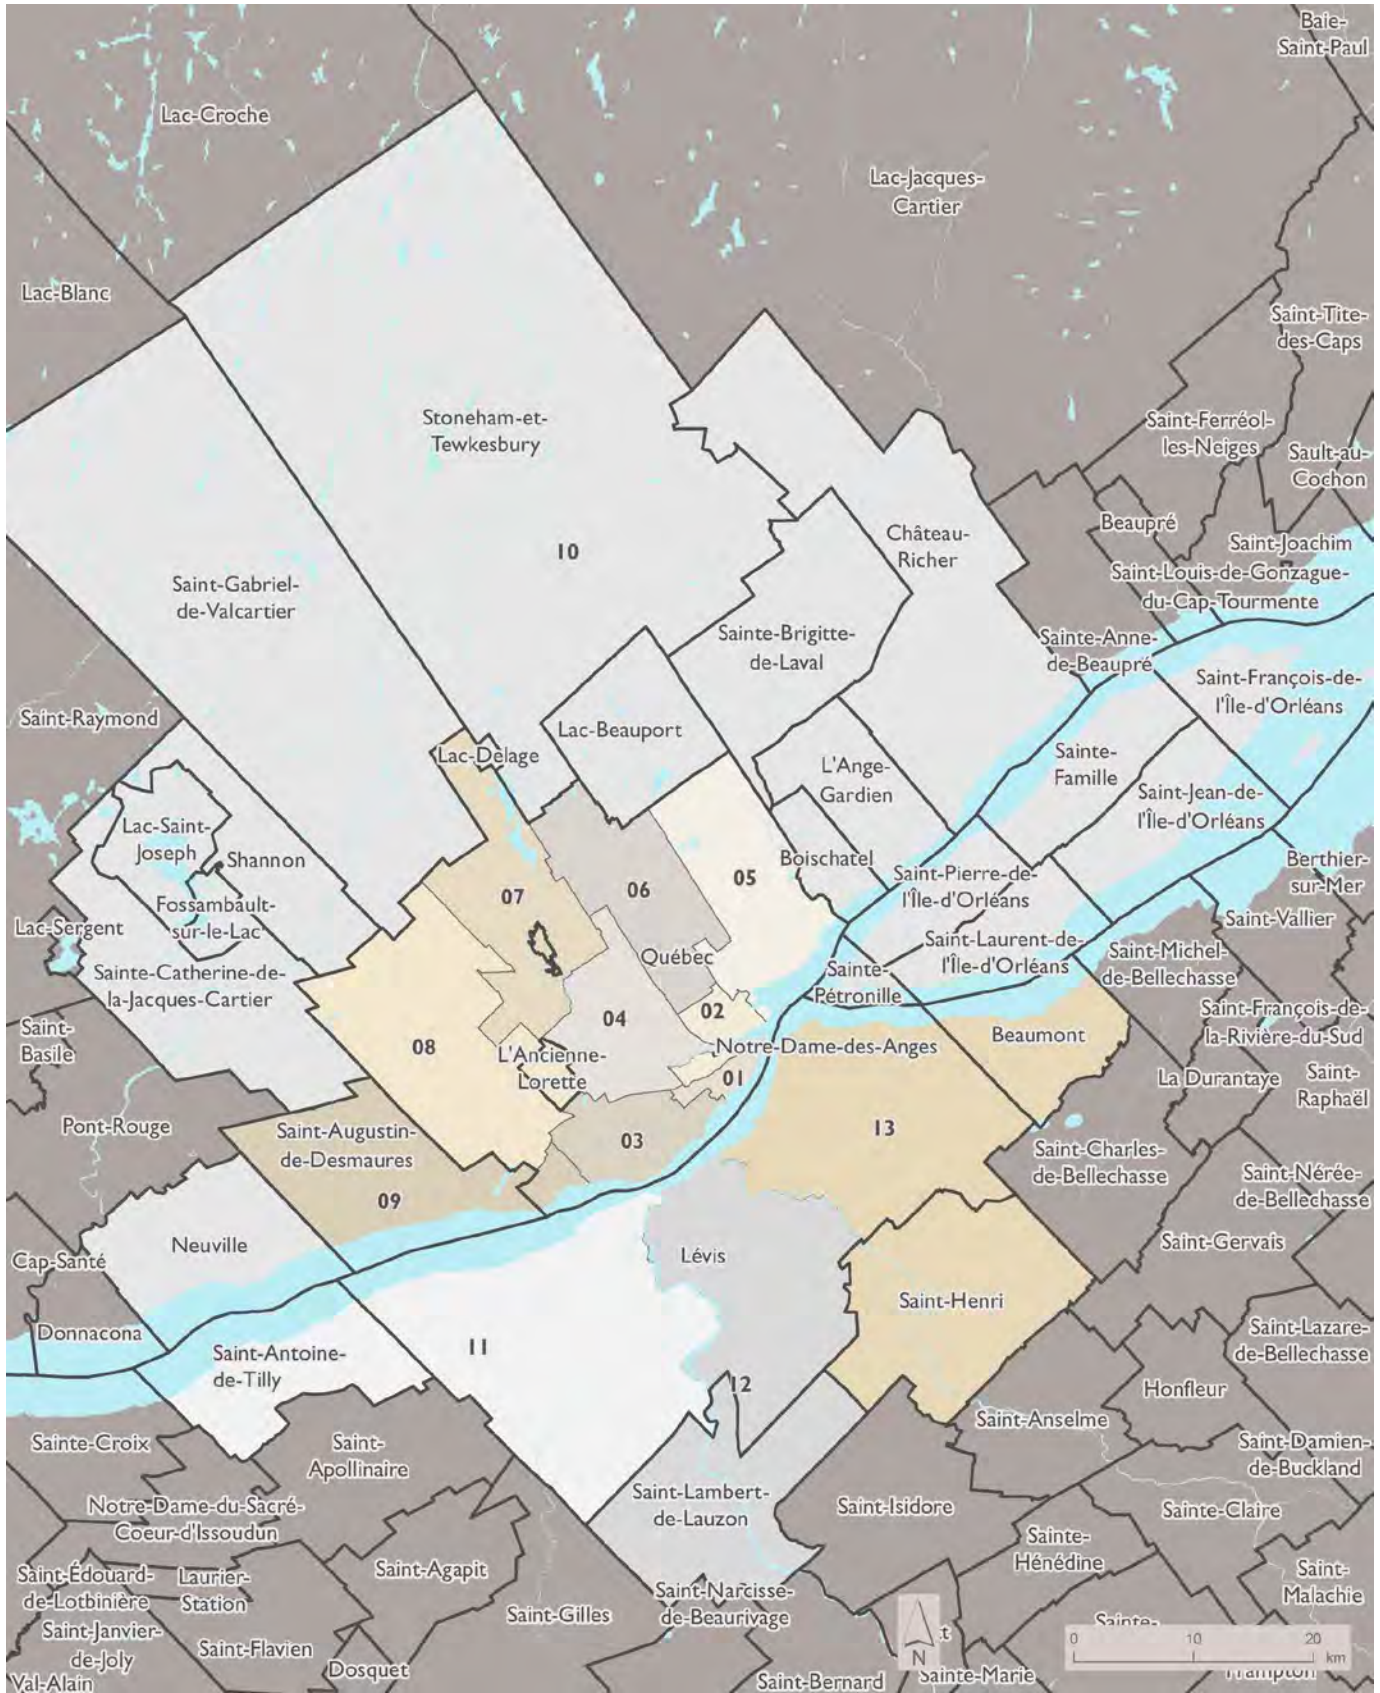 Baie-
Saint-Paul
Lac-Croche
Lac-Jacques-
Cartier
Lac-Blanc
Saint-Tite-
des-Caps
Stoneham-et-
Tewkesbury
Saint-Ferréol-
les-Neiges
Sault-au-
Cochon
Beaupré
Château-
Richer
Saint-Joachim
10
Saint-Louis-de-Gonzague-
du-Cap-Tourmente
Saint-Gabriel-
de-Valcartier
Sainte-Brigitte-
de-Laval
Sainte-Anne-
de-Beaupré
Saint-François-de-
l'Île-d'Orléans
Saint-Raymond
Lac-Beauport
Lac-Delage
Sainte-
Famille
L'Ange-
Gardien
Saint-Jean-de-
l'Île-d'Orléans
Lac-Saint-
Joseph
Shannon
Boischatel
Berthier-
sur-Mer
07
06
05
Saint-Pierre-de-
l'Île-d'Orléans
Fossambault-
sur-le-Lac
Lac-Sergent
Saint-Vallier
Saint-Laurent-de-
l'Île-d'Orléans
Saint-Michel-
de-Bellechasse
Québec
Sainte-Catherine-de-
la-Jacques-Cartier
Sainte-
Pétronille
Saint-
Basile
02
04
Saint-François-de-
la-Rivière-du-Sud
Beaumont
08
L'Ancienne-
Lorette
Notre-Dame-des-Anges
01
La Durantaye
Saint-
Raphaël
Pont-Rouge
Saint-Augustin-
de-Desmaures
03
13
Saint-Charles-
de-Bellechasse
Saint-Nérée-
de-Bellechasse
09
Neuville
Lévis
Saint-Gervais
Cap-Santé
Saint-Henri
Donnacona
Saint-Antoine-
de-Tilly
11
Saint-Lazare-
de-Bellechasse
12
Honfleur
Saint-Anselme
Sainte-Croix
Saint-
Apollinaire
Saint-Damien-
de-Buckland
Notre-Dame-du-Sacré-
Coeur-d'Issoudun
Saint-Lambert-
de-Lauzon
Saint-Isidore
Sainte-Claire
Sainte-
Hénédine
Saint-Édouard-
de-Lotbinière
Laurier-
Station
Saint-Agapit
Saint-
Malachie
Saint-Narcisse-
de-Beaurivage
Saint-Gilles
Saint-Janvier-
de-Joly
Saint-Flavien
Sainte-
N
0 10 20
km
Dosquet
Val-Alain
Saint-Bernard
Sainte-Marie
Frampton